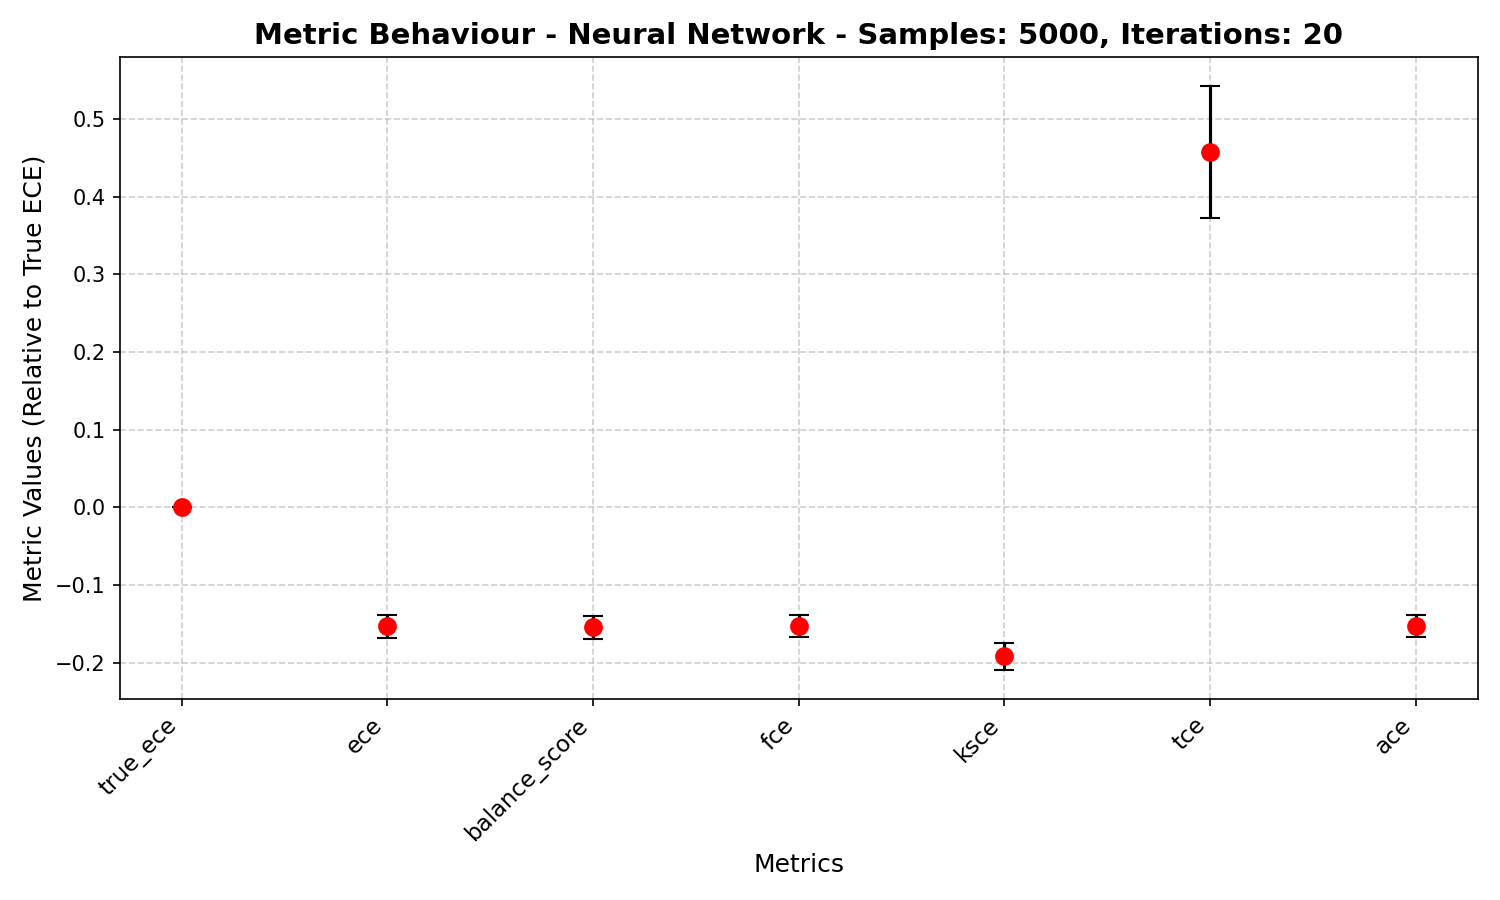 Metric Behaviour - Neural Network - Samples: 5000, Iterations: 20
Metric Values (Relative to True ECE)
0.5
0.4
0.3
0.2
0.1
0.0
−0.1
−0.2
true_ece
ece
balance_score
fce
ksce
tce
ace
Metrics